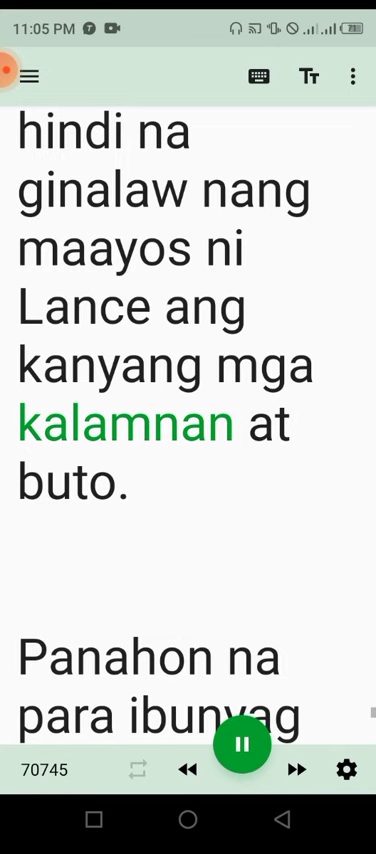 11:05 PM
71
hindi na
ginalaw nang
maayos ni
Lance ang
kanyang mga
kalamnan at
buto.
Panahon na
para ibunyag
70745